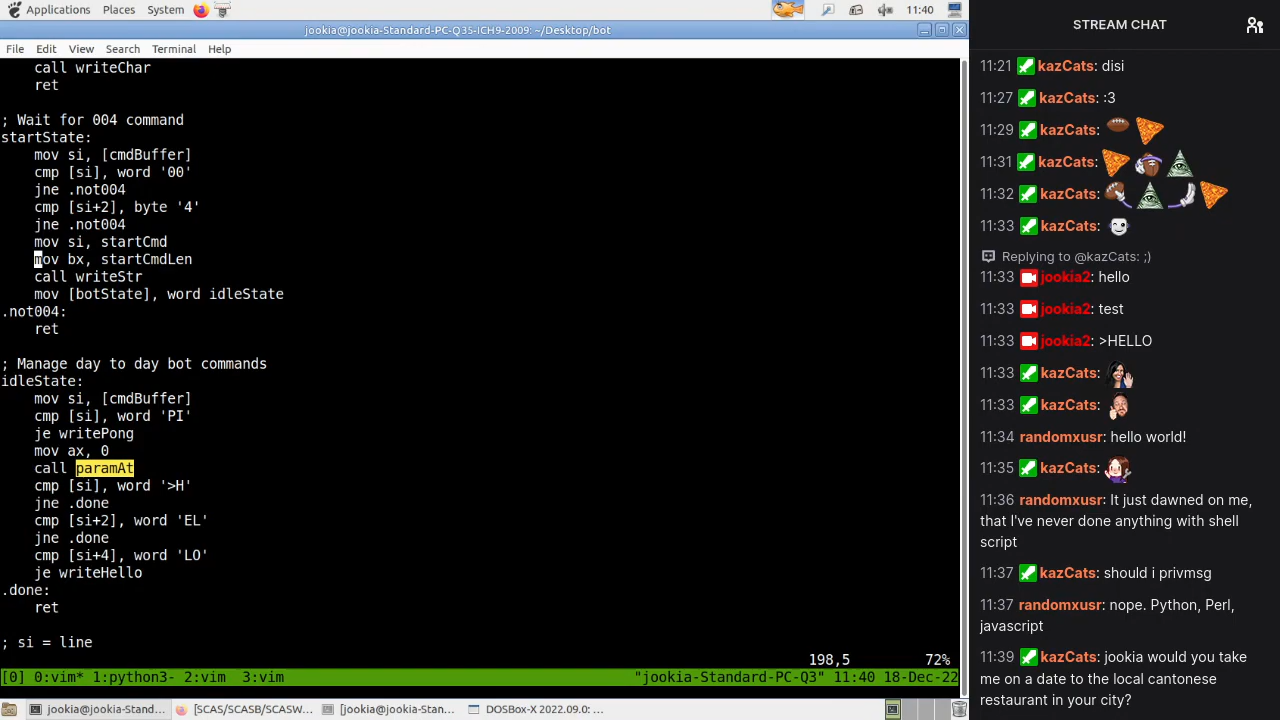 Applications Places System 11:40
jookia@jookia-Standard-PC-Q35-ICH9-2009: ~/Desktop/bot
File Edit View Search Terminal Help
call writeChar
ret
; Wait for 004 command
startState:
mov si, [cmdBuffer]
cmp [si], word '00'
jne .not004
cmp [si+2], byte '4'
jne .not004
mov si, startCmd
mov bx, startCmdLen
call writeStr
mov [botState], word idleState
.not004:
ret
; Manage day to day bot commands
idleState:
mov si, [cmdBuffer]
cmp [si], word 'PI'
je writePong
mov ax, 0
call paramAt
cmp [si], word '>H'
jne .done
cmp [si+2], word 'EL'
jne .done
cmp [si+4], word 'LO'
je writeHello
.done:
ret
; si = line
198,5 72%
[0] 0:vim* 1:python3- 2:vim 3:vim "jookia-Standard-PC-Q3" 11:40 18-Dec-22
jookia@jookia-Stand... [SCAS/SCASB/SCASW... [jookia@jookia-Stan... DOSBox-X 2022.09.0: ...
STREAM CHAT
11:21 kazCats: disi
11:27 kazCats: :3
11:29 kazCats:
11:31 kazCats:
11:32 kazCats:
11:33 kazCats:
Replying to @kazCats: ;)
11:33 jookia2: hello
11:33 jookia2: test
11:33 jookia2: >HELLO
11:33 kazCats:
11:33 kazCats:
11:34 randomxusr: hello world!
11:35 kazCats:
11:36 randomxusr: It just dawned on me,
that I've never done anything with shell
script
11:37 kazCats: should i privmsg
11:37 randomxusr: nope. Python, Perl,
javascript
11:39 kazCats: jookia would you take
me on a date to the local cantonese
restaurant in your city?